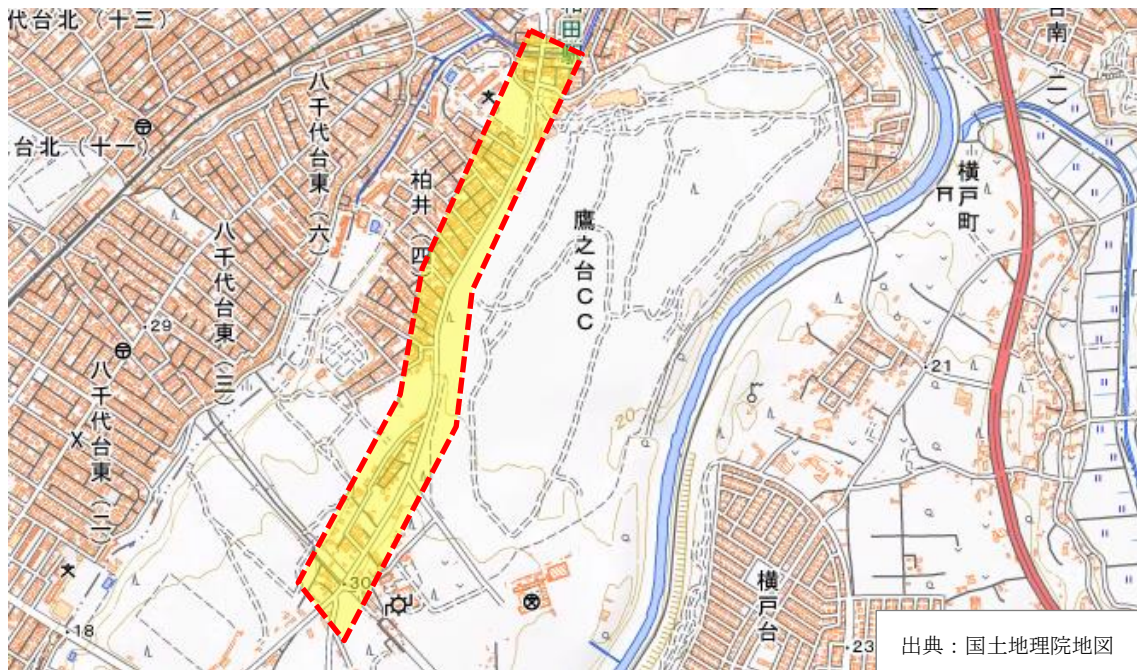 代台北(十三)
八千代台東(六)
台北(十一)
柏井(四)
鷹之台CC
横戸町
台南(二)
八千代台東(三)
八千代台東(二)
29
30
18
20
21
23
横戸台
出典:国土地理院地図